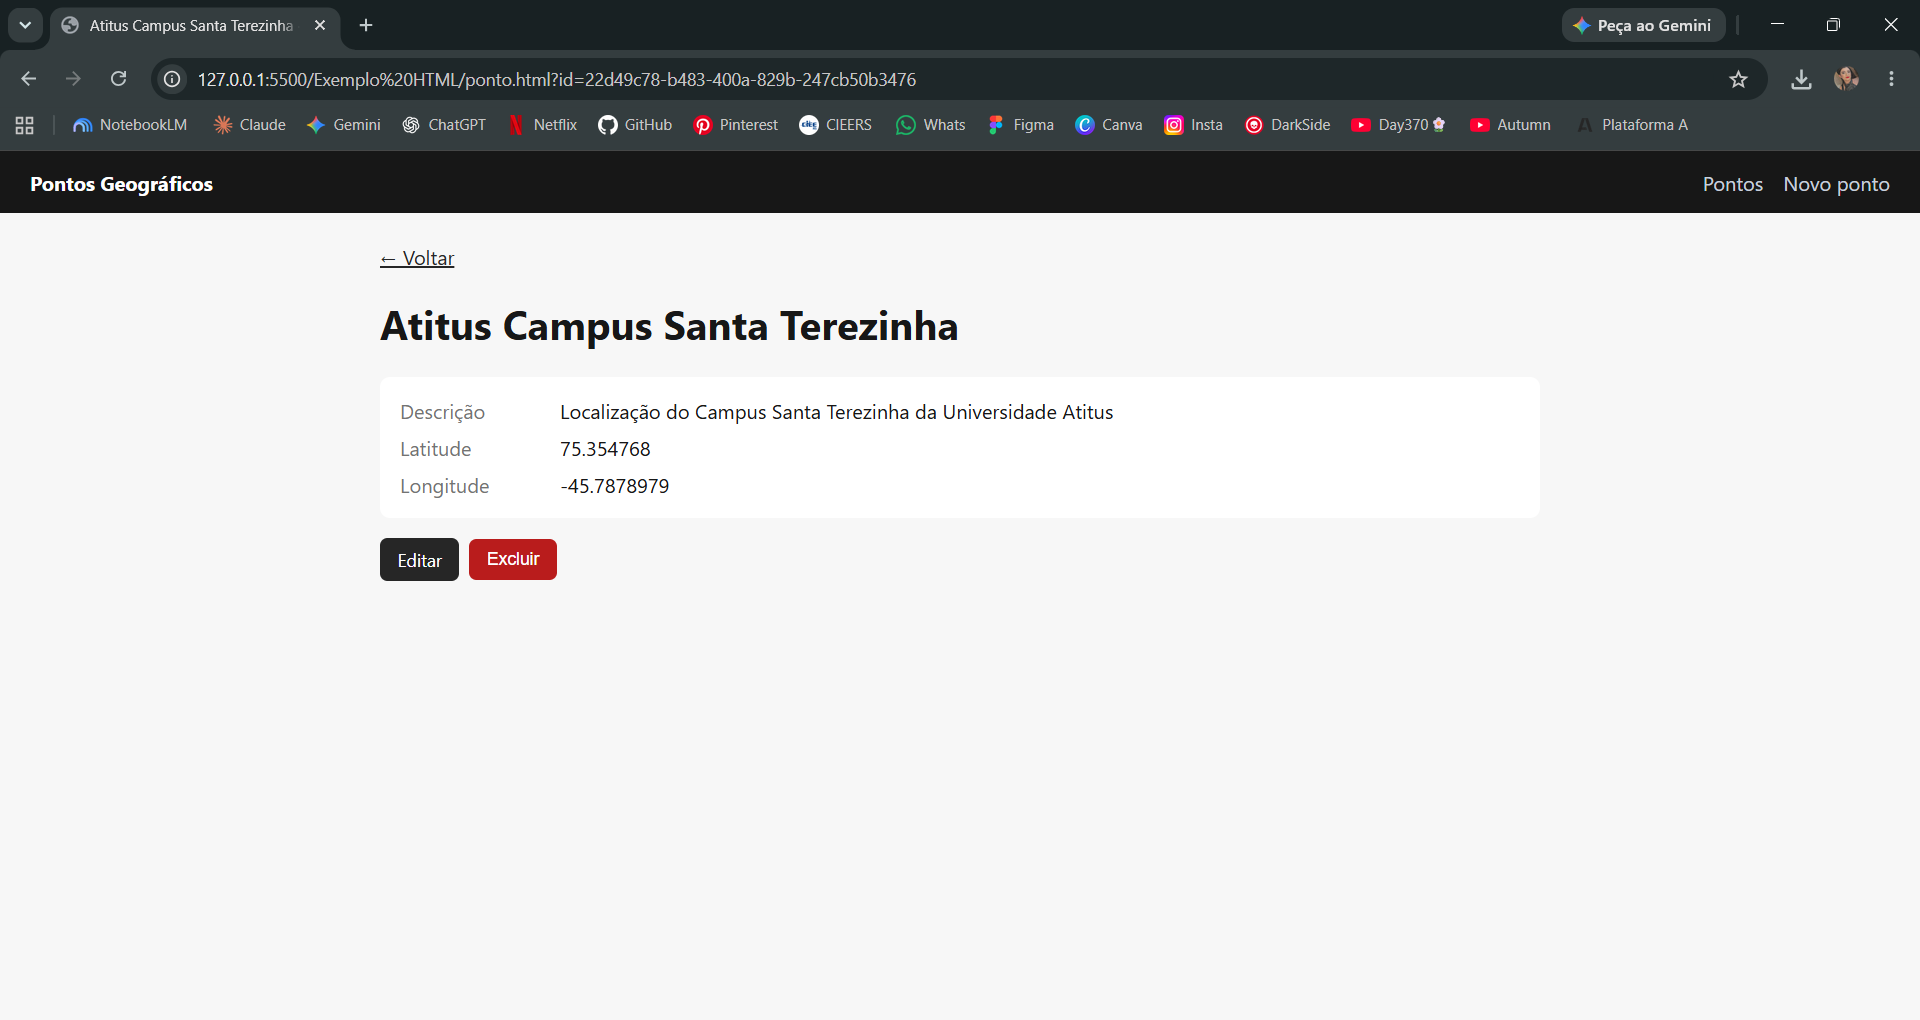 Atitus Campus Santa Terezinha
Peça ao Gemini
127.0.0.1:5500/Exemplo%20HTML/ponto.html?id=22d49c78-b483-400a-829b-247cb50b3476
NotebookLM Claude Gemini ChatGPT Netflix GitHub Pinterest CIEERS Whats Figma Canva Insta DarkSide Day370 Autumn Plataforma A
Pontos Geográficos Pontos Novo ponto
← Voltar
Atitus Campus Santa Terezinha
Descrição Localização do Campus Santa Terezinha da Universidade Atitus
Latitude 75.354768
Longitude -45.7878979
Editar Excluir